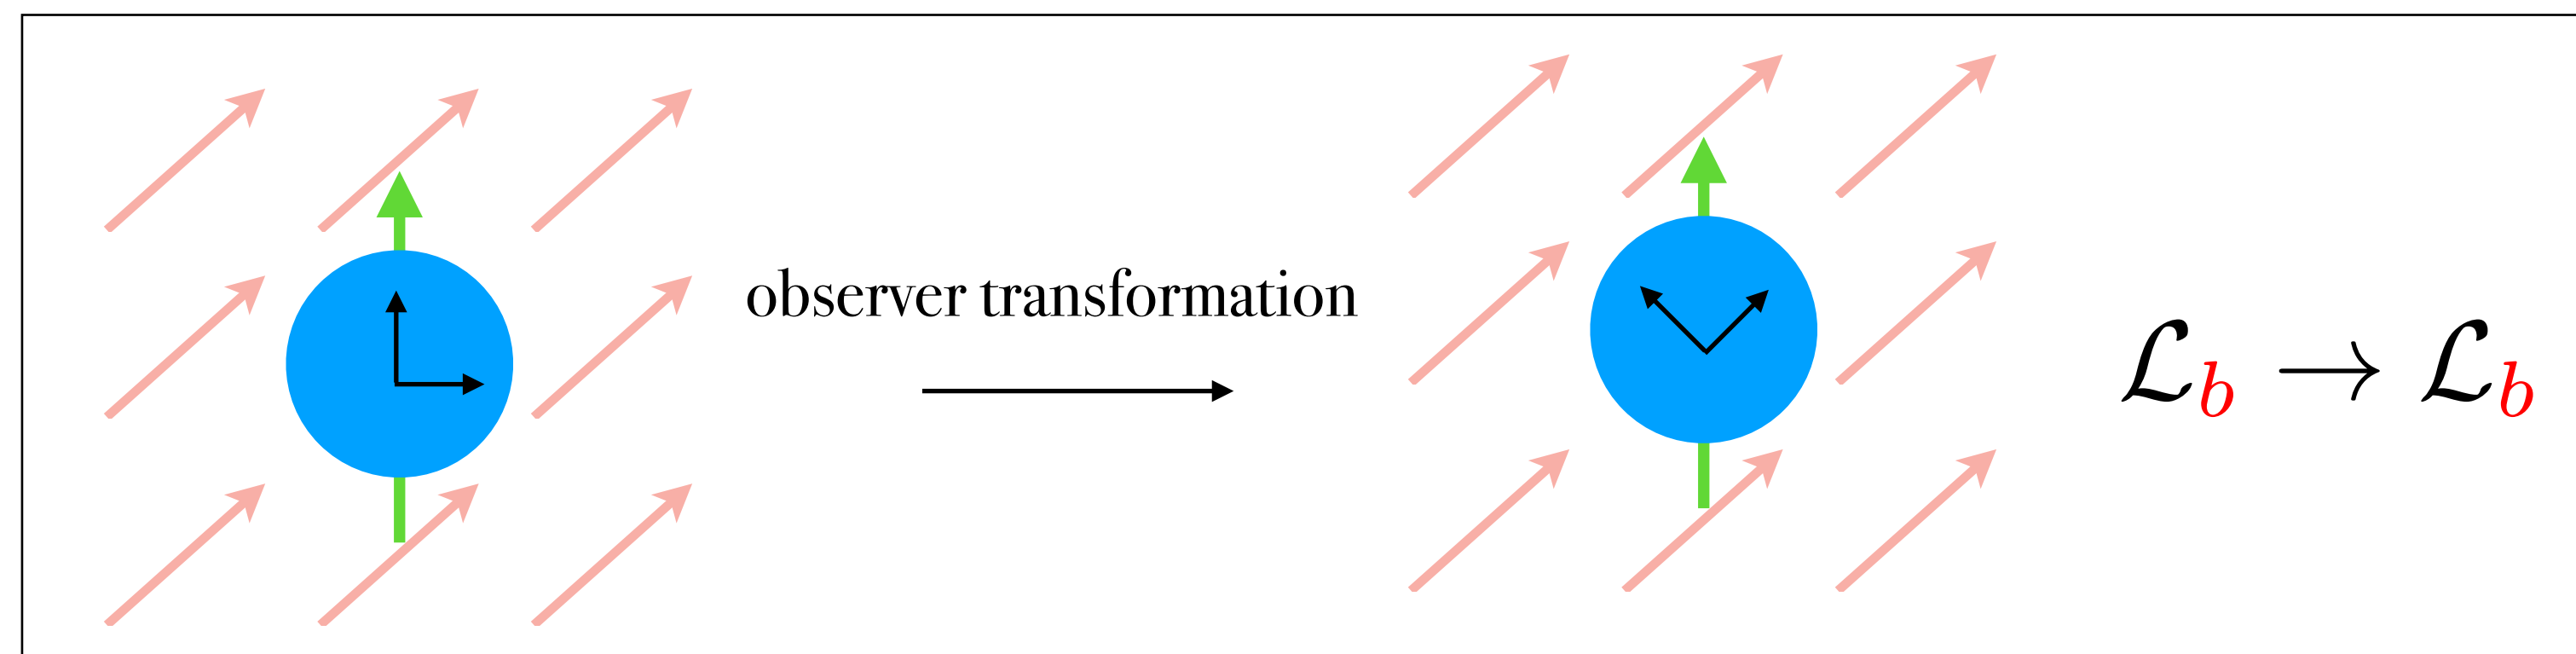 observer transformation
ℒ_b → ℒ_b